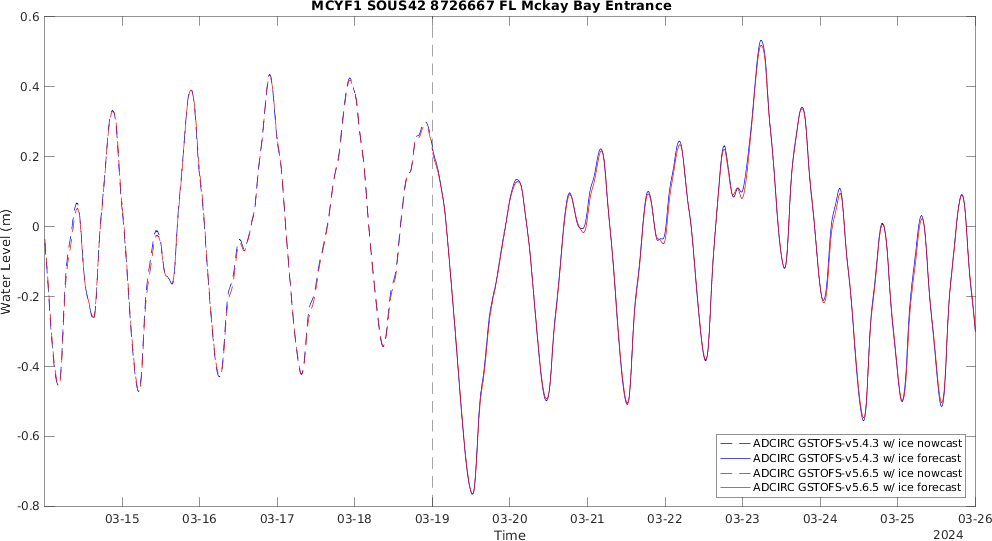 MCYF1 SOUS42 8726667 FL Mckay Bay Entrance
0.6
0.4
0.2
0
-0.2
-0.4
-0.6
-0.8
Water Level (m)
ADCIRC GSTOFS-v5.4.3 w/ ice nowcast
ADCIRC GSTOFS-v5.4.3 w/ ice forecast
ADCIRC GSTOFS-v5.6.5 w/ ice nowcast
ADCIRC GSTOFS-v5.6.5 w/ ice forecast
03-15 03-16 03-17 03-18 03-19 03-20 03-21 03-22 03-23 03-24 03-25 03-26
Time
2024